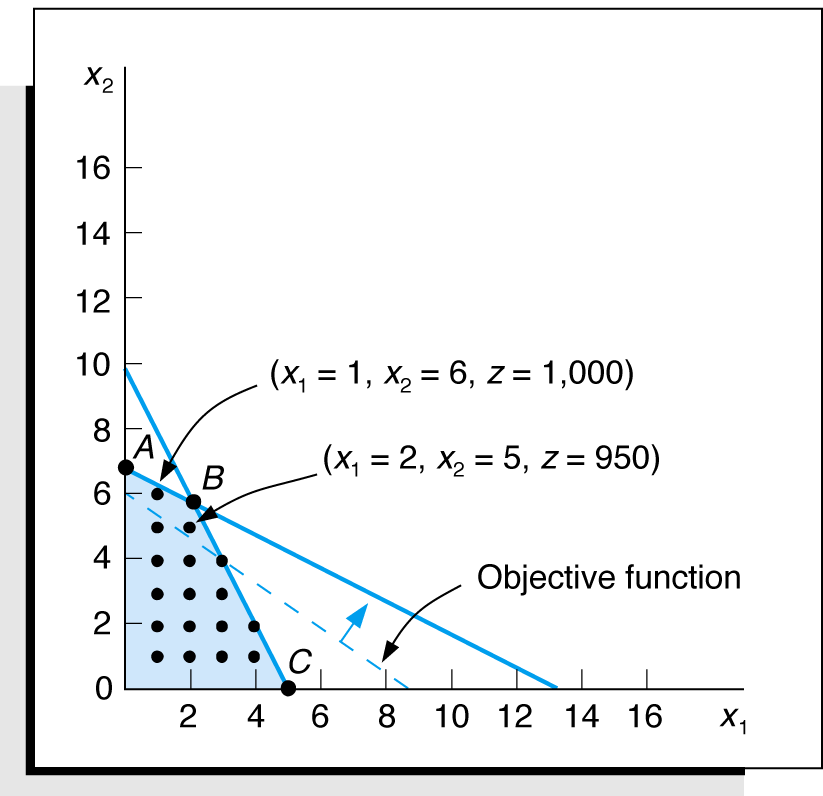 x₂
16
14
12
10
(x₁ = 1, x₂ = 6, z = 1,000)
8
A
(x₁ = 2, x₂ = 5, z = 950)
B
6
4
Objective function
2
C
0
2 4 6 8 10 12 14 16 x₁